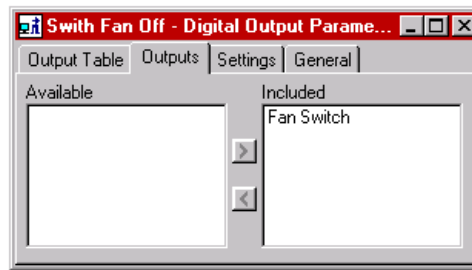 Swith Fan Off - Digital Output Parame...
Output Table Outputs Settings General
Available Included
Fan Switch